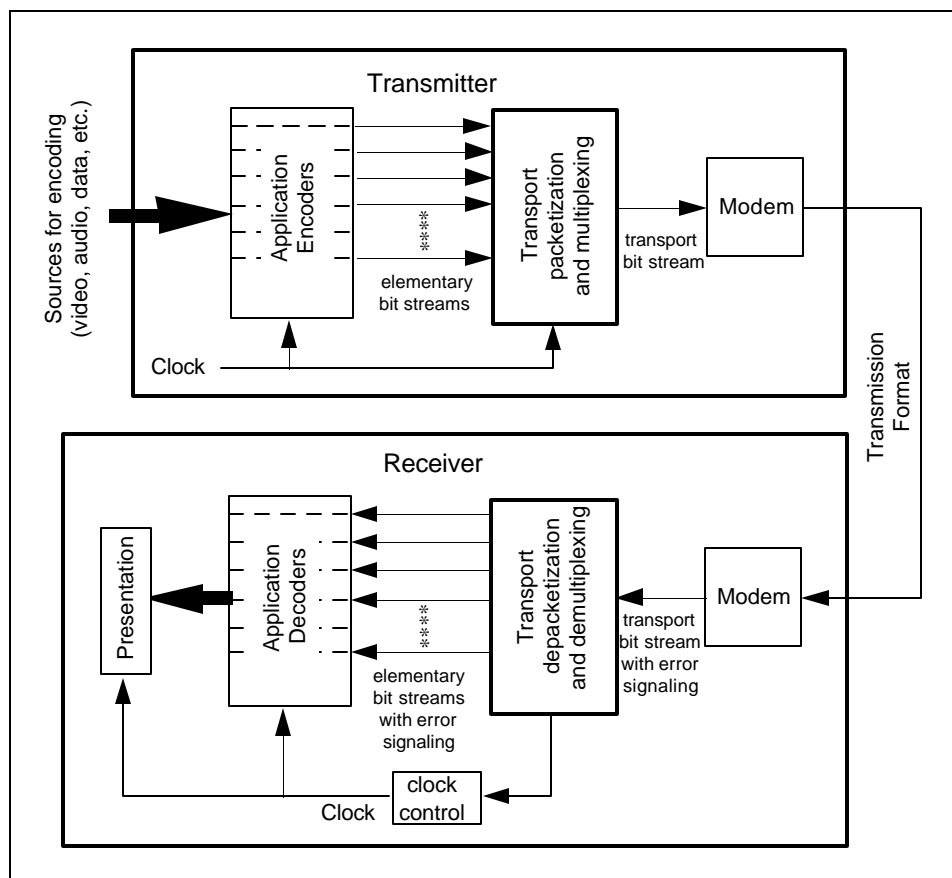 Transmitter
Sources for encoding
(video, audio, data, etc.)
Application
Encoders
****
elementary
bit streams
Transport
packetization
and multiplexing
transport
bit stream
Modem
Clock
Transmission
Format
Receiver
Presentation
Application
Decoders
****
elementary
bit streams
with error
signaling
Transport
depacketization
and demultiplexing
transport
bit stream
with error
signaling
Modem
Clock
clock
control